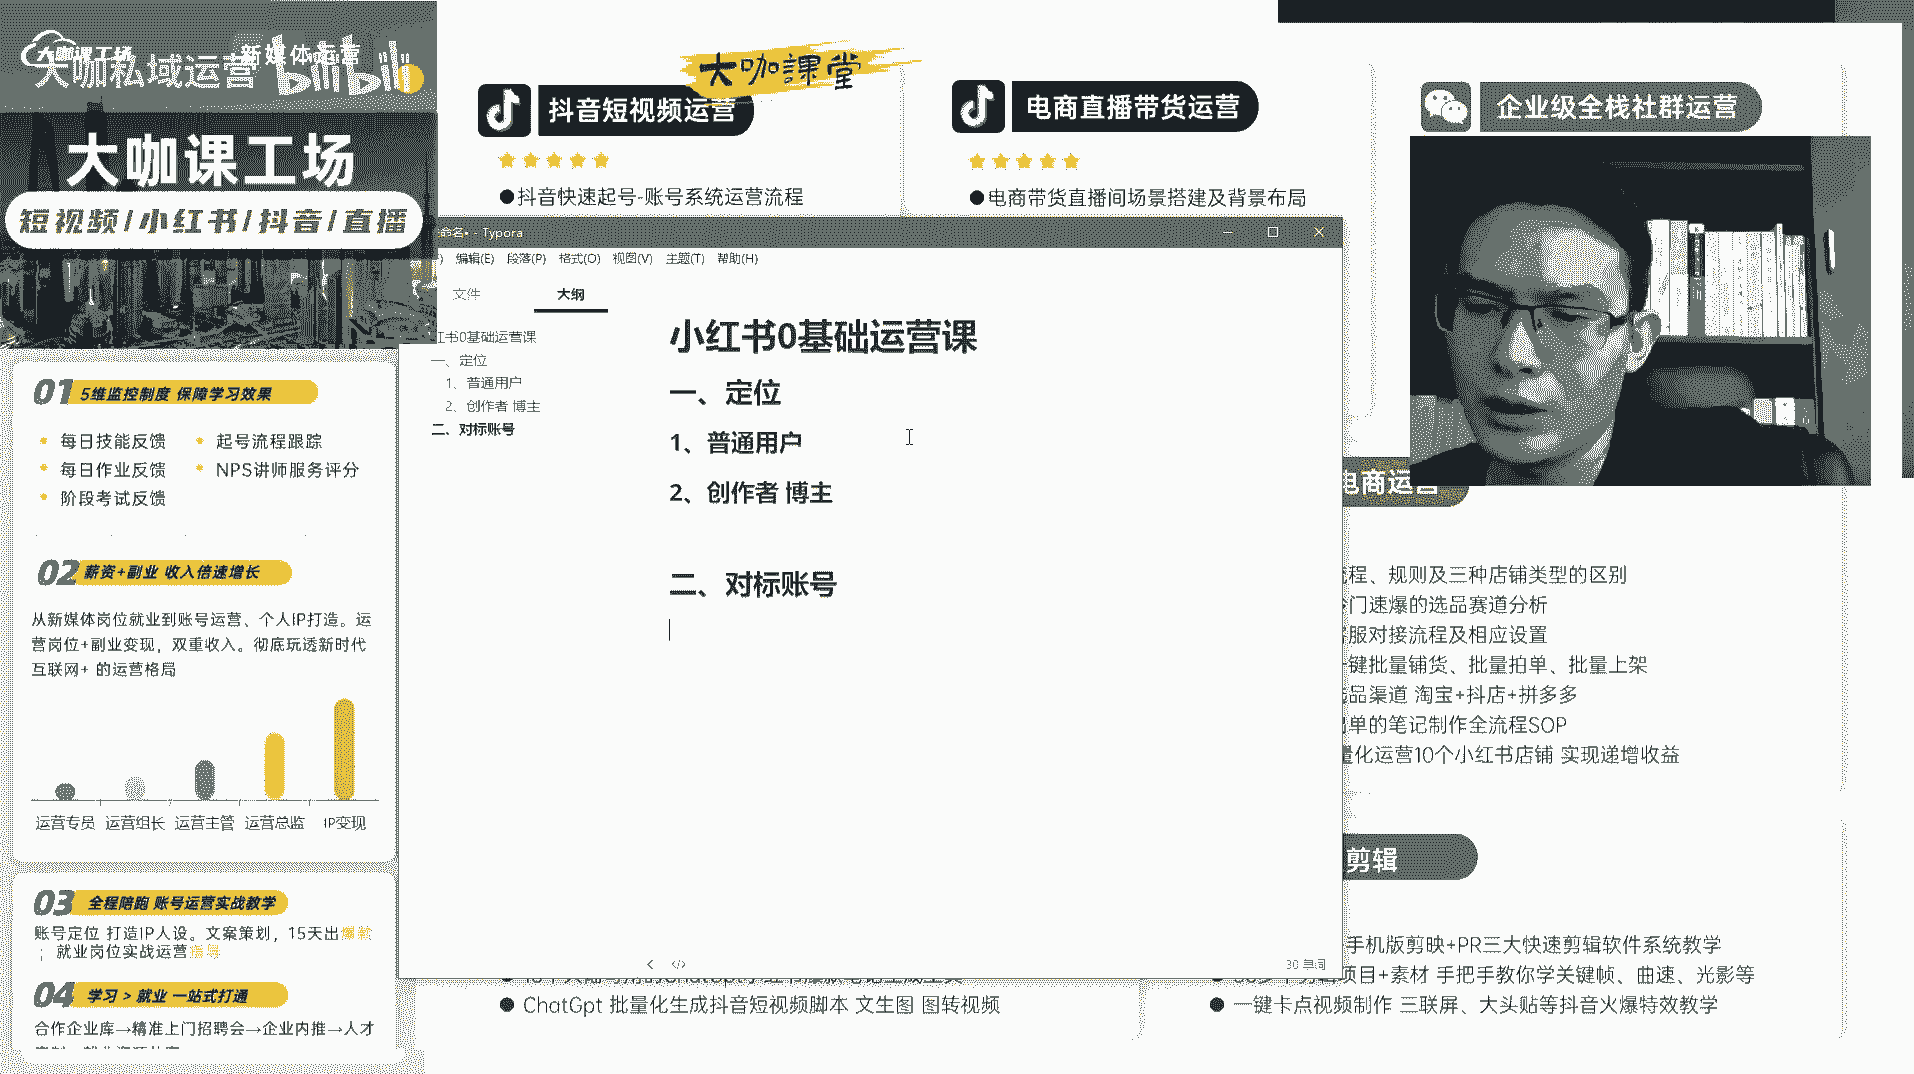 大咖课工场
新媒体运营
大咖私域运营
bilibili
大咖课工场
短视频/小红书/抖音/直播
01 5维监控制度 保障学习效果
每日技能反馈
起号流程跟踪
每日作业反馈
NPS讲师服务评分
阶段考试反馈
02 薪资+副业 收入倍速增长
从新媒体岗位就业到账号运营、个人IP打造。运
营岗位+副业变现，双重收入。彻底玩透新时代
互联网+ 的运营格局
运营专员 运营组长 运营主管 运营总监 IP变现
03 全程陪跑 账号运营实战教学
账号定位 打造IP人设。文案策划，15天出爆款
；就业岗位实战运营指导
04 学习 > 就业 一站式打通
合作企业库→精准上门招聘会→企业内推→人才
大咖課堂
抖音短视频运营
●抖音快速起号-账号系统运营流程
电商直播带货运营
●电商带货直播间场景搭建及背景布局
企业级全栈社群运营
命名• - Typora
编辑(E) 段落(P) 格式(O) 视图(V) 主题(T) 帮助(H)
文件 大纲
红书0基础运营课
一、定位
1、普通用户
2、创作者 博主
二、对标账号
小红书0基础运营课
一、定位
1、普通用户
2、创作者 博主
二、对标账号
30 单词
电商运营
流程、规则及三种店铺类型的区别
冷门速爆的选品赛道分析
客服对接流程及相应设置
一键批量铺货、批量拍单、批量上架
选品渠道 淘宝+抖店+拼多多
出单的笔记制作全流程SOP
量化运营10个小红书店铺 实现递增收益
剪辑
手机版剪映+PR三大快速剪辑软件系统教学
项目+素材 手把手教你学关键帧、曲速、光影等
●一键卡点视频制作 三联屏、大头贴等抖音火爆特效教学
●ChatGpt 批量化生成抖音短视频脚本 文生图 图转视频